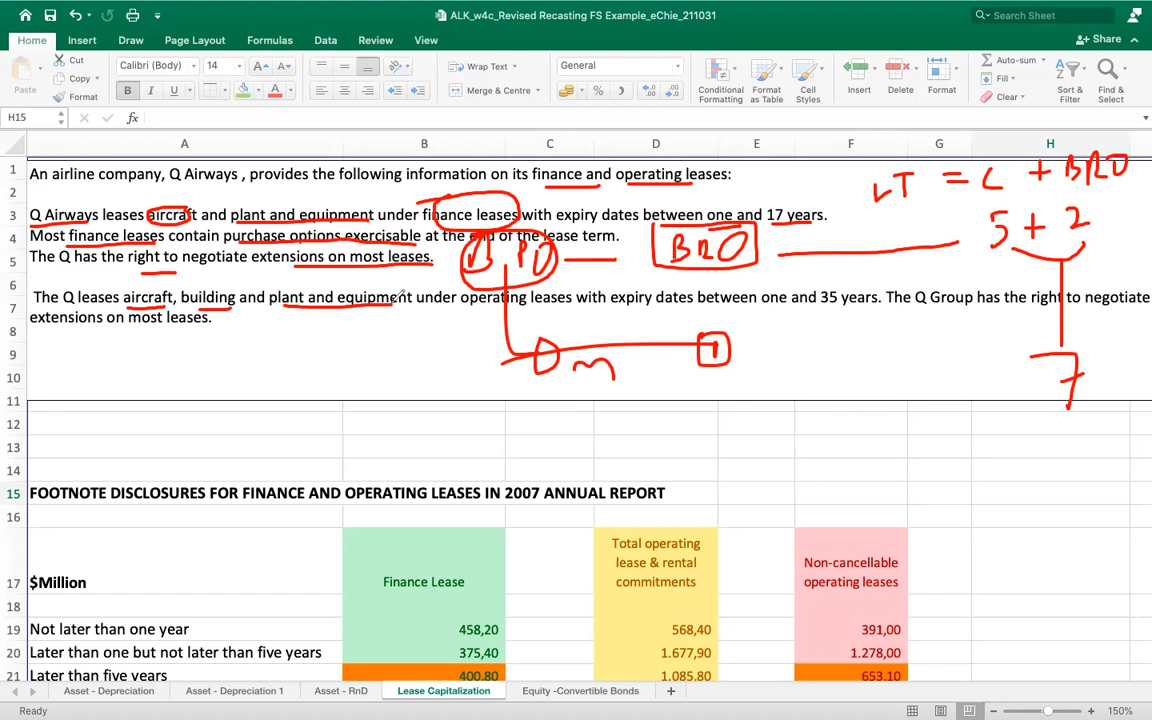 ALK_w4c_Revised Recasting FS Example_eChie_211031
Search Sheet
Home Insert Draw Page Layout Formulas Data Review View
Share
Paste
Cut
Copy
Format
Calibri (Body) 14 A A
B I U A
Wrap Text
Merge & Centre
General
%
Conditional Formatting
Format as Table
Cell Styles
Insert
Delete
Format
Auto-sum
Fill
Clear
Sort & Filter
Find & Select
H15 fx
A B C D E F G H
1 An airline company, Q Airways , provides the following information on its finance and operating leases:
LT = C + BRO
2
3 Q Airways leases aircraft and plant and equipment under finance leases with expiry dates between one and 17 years.
5 + 2
4 Most finance leases contain purchase options exercisable at the end of the lease term.
BRO
5 The Q has the right to negotiate extensions on most leases.
6
7 The Q leases aircraft, building and plant and equipment under operating leases with expiry dates between one and 35 years. The Q Group has the right to negotiate
8 extensions on most leases.
9
m
7
10
11
12
13
14
15 FOOTNOTE DISCLOSURES FOR FINANCE AND OPERATING LEASES IN 2007 ANNUAL REPORT
16
Total operating lease & rental commitments
17 $Million Finance Lease
Non-cancellable operating leases
18
19 Not later than one year 458,20 568,40 391,00
20 Later than one but not later than five years 375,40 1.677,90 1.278,00
21 Later than five years 400,80 1.085,80 653,10
Asset - Depreciation Asset - Depreciation 1 Asset - RnD Lease Capitalization Equity -Convertible Bonds +
150%